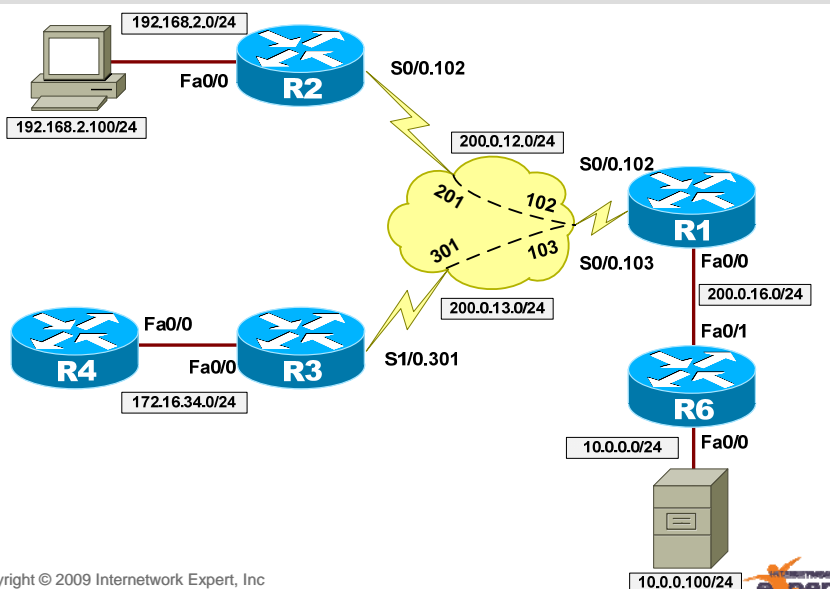 192.168.2.0/24
Fa0/0
R2
S0/0.102
192.168.2.100/24
200.0.12.0/24
S0/0.102
201
102
R1
301
103
S0/0.103
Fa0/0
200.0.13.0/24
200.0.16.0/24
Fa0/0
Fa0/1
R4
Fa0/0
R3
S1/0.301
172.16.34.0/24
R6
10.0.0.0/24
Fa0/0
yright © 2009 Internetwork Expert, Inc
10.0.0.100/24